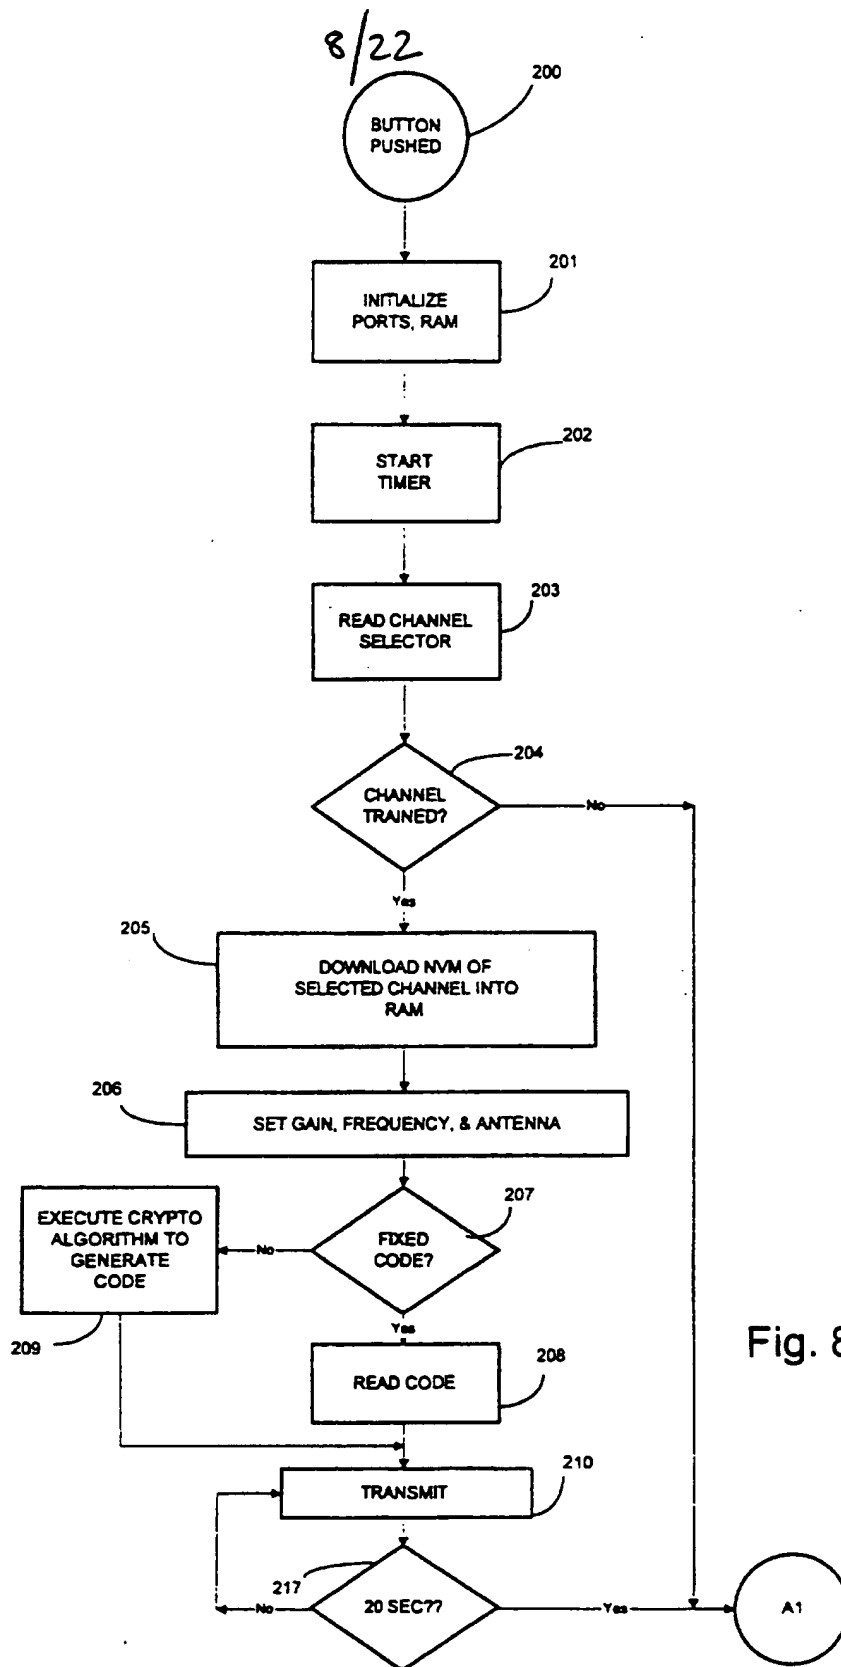 8/22
200
BUTTON
PUSHED
201
INITIALIZE
PORTS, RAM
202
START
TIMER
203
READ CHANNEL
SELECTOR
204
CHANNEL
TRAINED?
No
Yes
205
DOWNLOAD NVM OF
SELECTED CHANNEL INTO
RAM
206
SET GAIN, FREQUENCY, & ANTENNA
EXECUTE CRYPTO
ALGORITHM TO
GENERATE
CODE
No
FIXED
CODE?
207
209
Yes
READ CODE
208
Fig. 8
TRANSMIT
210
217
No
20 SEC??
Yes
A1